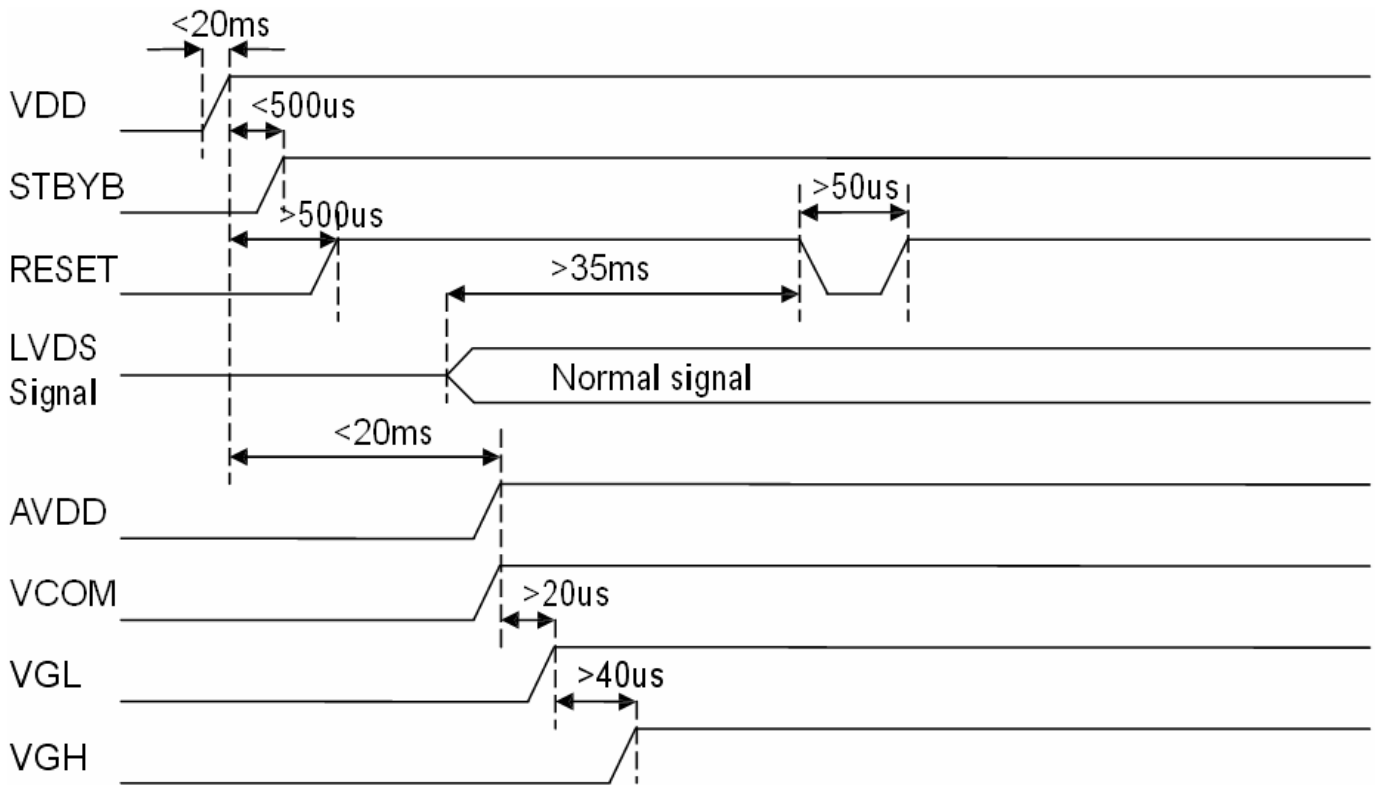 <20ms
VDD
<500us
STBYB
>50us
>500us
RESET
>35ms
LVDS
Signal
Normal signal
<20ms
AVDD
VCOM
>20us
VGL
>40us
VGH